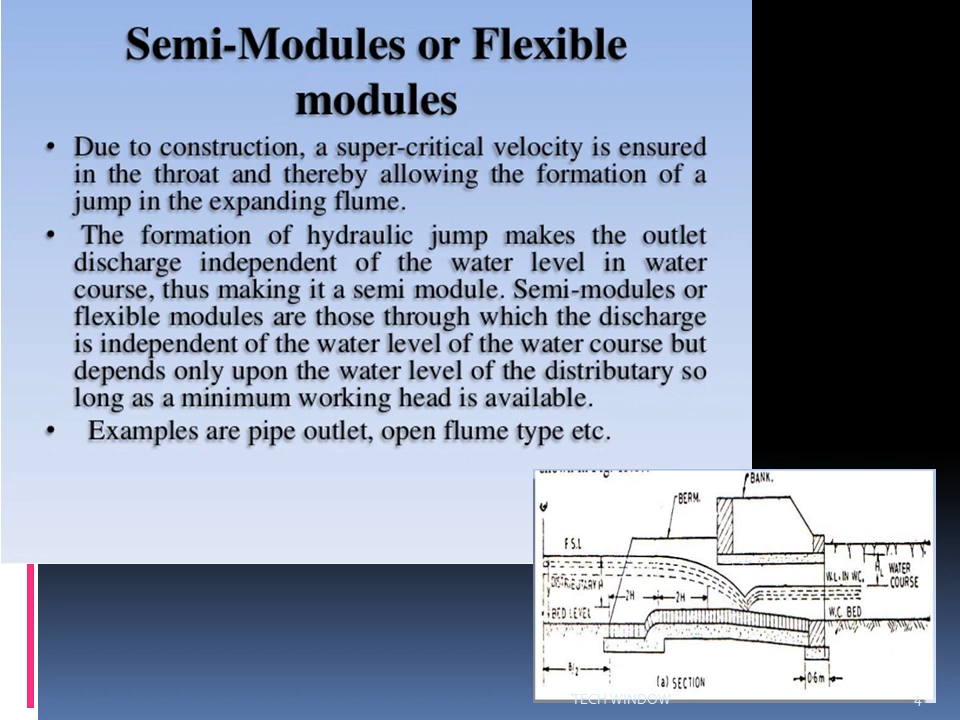 Semi-Modules or Flexible
modules
• Due to construction, a super-critical velocity is ensured
in the throat and thereby allowing the formation of a
jump in the expanding flume.
• The formation of hydraulic jump makes the outlet
discharge independent of the water level in water
course, thus making it a semi module. Semi-modules or
flexible modules are those through which the discharge
is independent of the water level of the water course but
depends only upon the water level of the distributary so
long as a minimum working head is available.
• Examples are pipe outlet, open flume type etc.
BANK.
BERM.
F.S.L
W.L. IN WC.
WATER
COURSE
DISTRIBUTARY H
2H
2H
BED LEVEL
W.C. BED
B/2
(a) SECTION
0·6m
TECH WINDOW
4